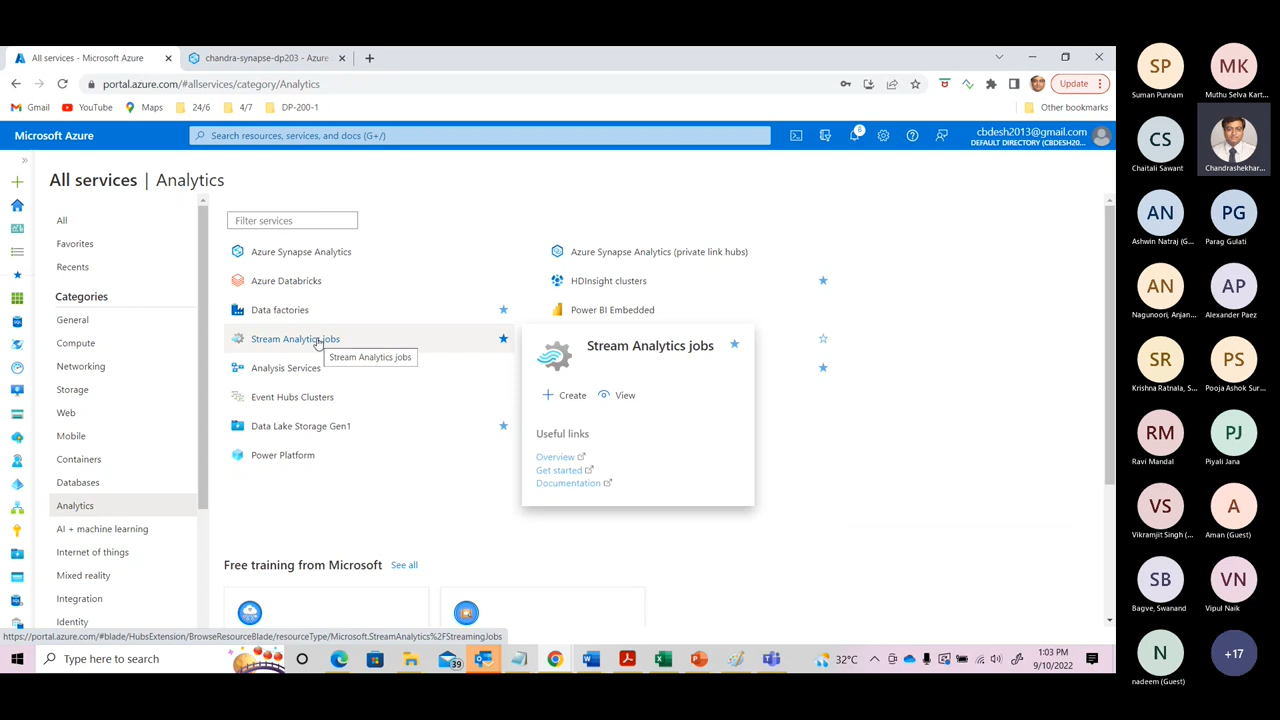 All services - Microsoft Azure
chandra-synapse-dp203 - Azure
portal.azure.com/#allservices/category/Analytics
Update
Gmail
YouTube
Maps
24/6
4/7
DP-200-1
Other bookmarks
Microsoft Azure
Search resources, services, and docs (G+/)
6
cbdesh2013@gmail.com
DEFAULT DIRECTORY (CBDESH20...
All services | Analytics
All
Favorites
Recents
Categories
General
Compute
Networking
Storage
Web
Mobile
Containers
Databases
Analytics
AI + machine learning
Internet of things
Mixed reality
Integration
Identity
Filter services
Azure Synapse Analytics
Azure Synapse Analytics (private link hubs)
Azure Databricks
HDInsight clusters
Data factories
Power BI Embedded
Stream Analytics jobs
Stream Analytics jobs
Analysis Services
Event Hubs Clusters
Data Lake Storage Gen1
Power Platform
Stream Analytics jobs
Create
View
Useful links
Overview
Get started
Documentation
Free training from Microsoft
See all
https://portal.azure.com/#blade/HubsExtension/BrowseResourceBlade/resourceType/Microsoft.StreamAnalytics%2FStreamingJobs
Type here to search
39
32°C
1:03 PM
9/10/2022
SP
Suman Punnam
MK
Muthu Selva Kart...
CS
Chaitali Sawant
Chandrashekhar...
AN
Ashwin Natraj (G...
PG
Parag Gulati
AN
Nagunoori, Anjan...
AP
Alexander Paez
SR
Krishna Ratnala, S...
PS
Pooja Ashok Sur...
RM
Ravi Mandal
PJ
Piyali Jana
VS
Vikramjit Singh (...
A
Aman (Guest)
SB
Bagve, Swanand
VN
Vipul Naik
N
nadeem (Guest)
+17